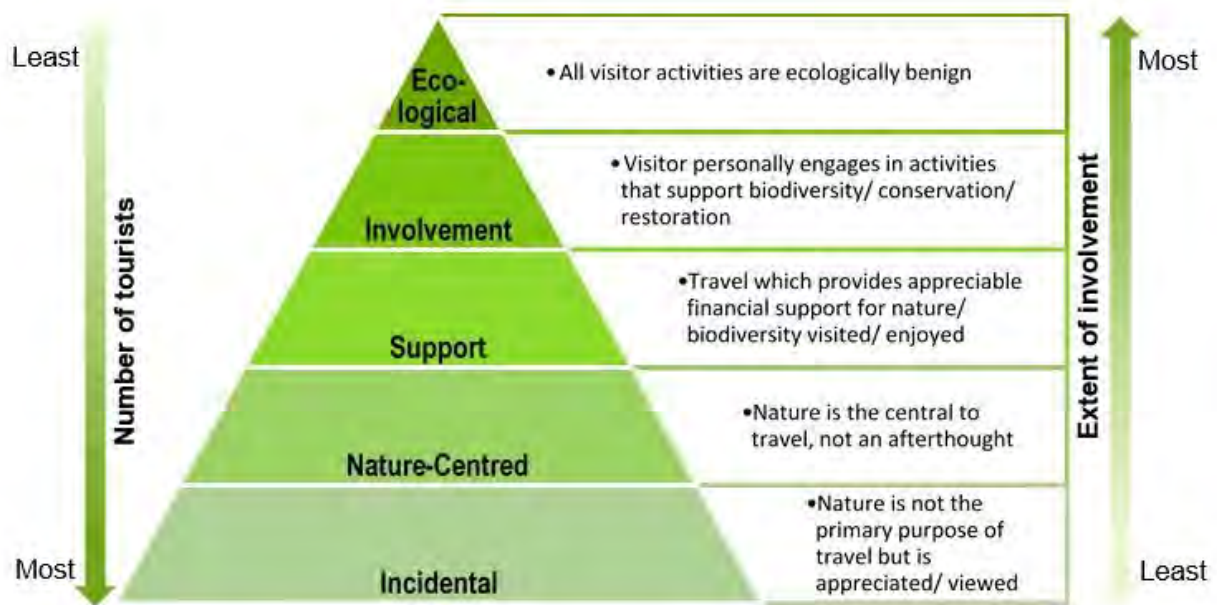 Least
Number of tourists
Most
Eco-
logical
Involvement
Support
Nature-Centred
Incidental
•All visitor activities are ecologically benign
•Visitor personally engages in activities
that support biodiversity/ conservation/
restoration
•Travel which provides appreciable
financial support for nature/
biodiversity visited/ enjoyed
•Nature is the central to
travel, not an afterthought
•Nature is not the
primary purpose of
travel but is
appreciated/ viewed
Most
Extent of involvement
Least